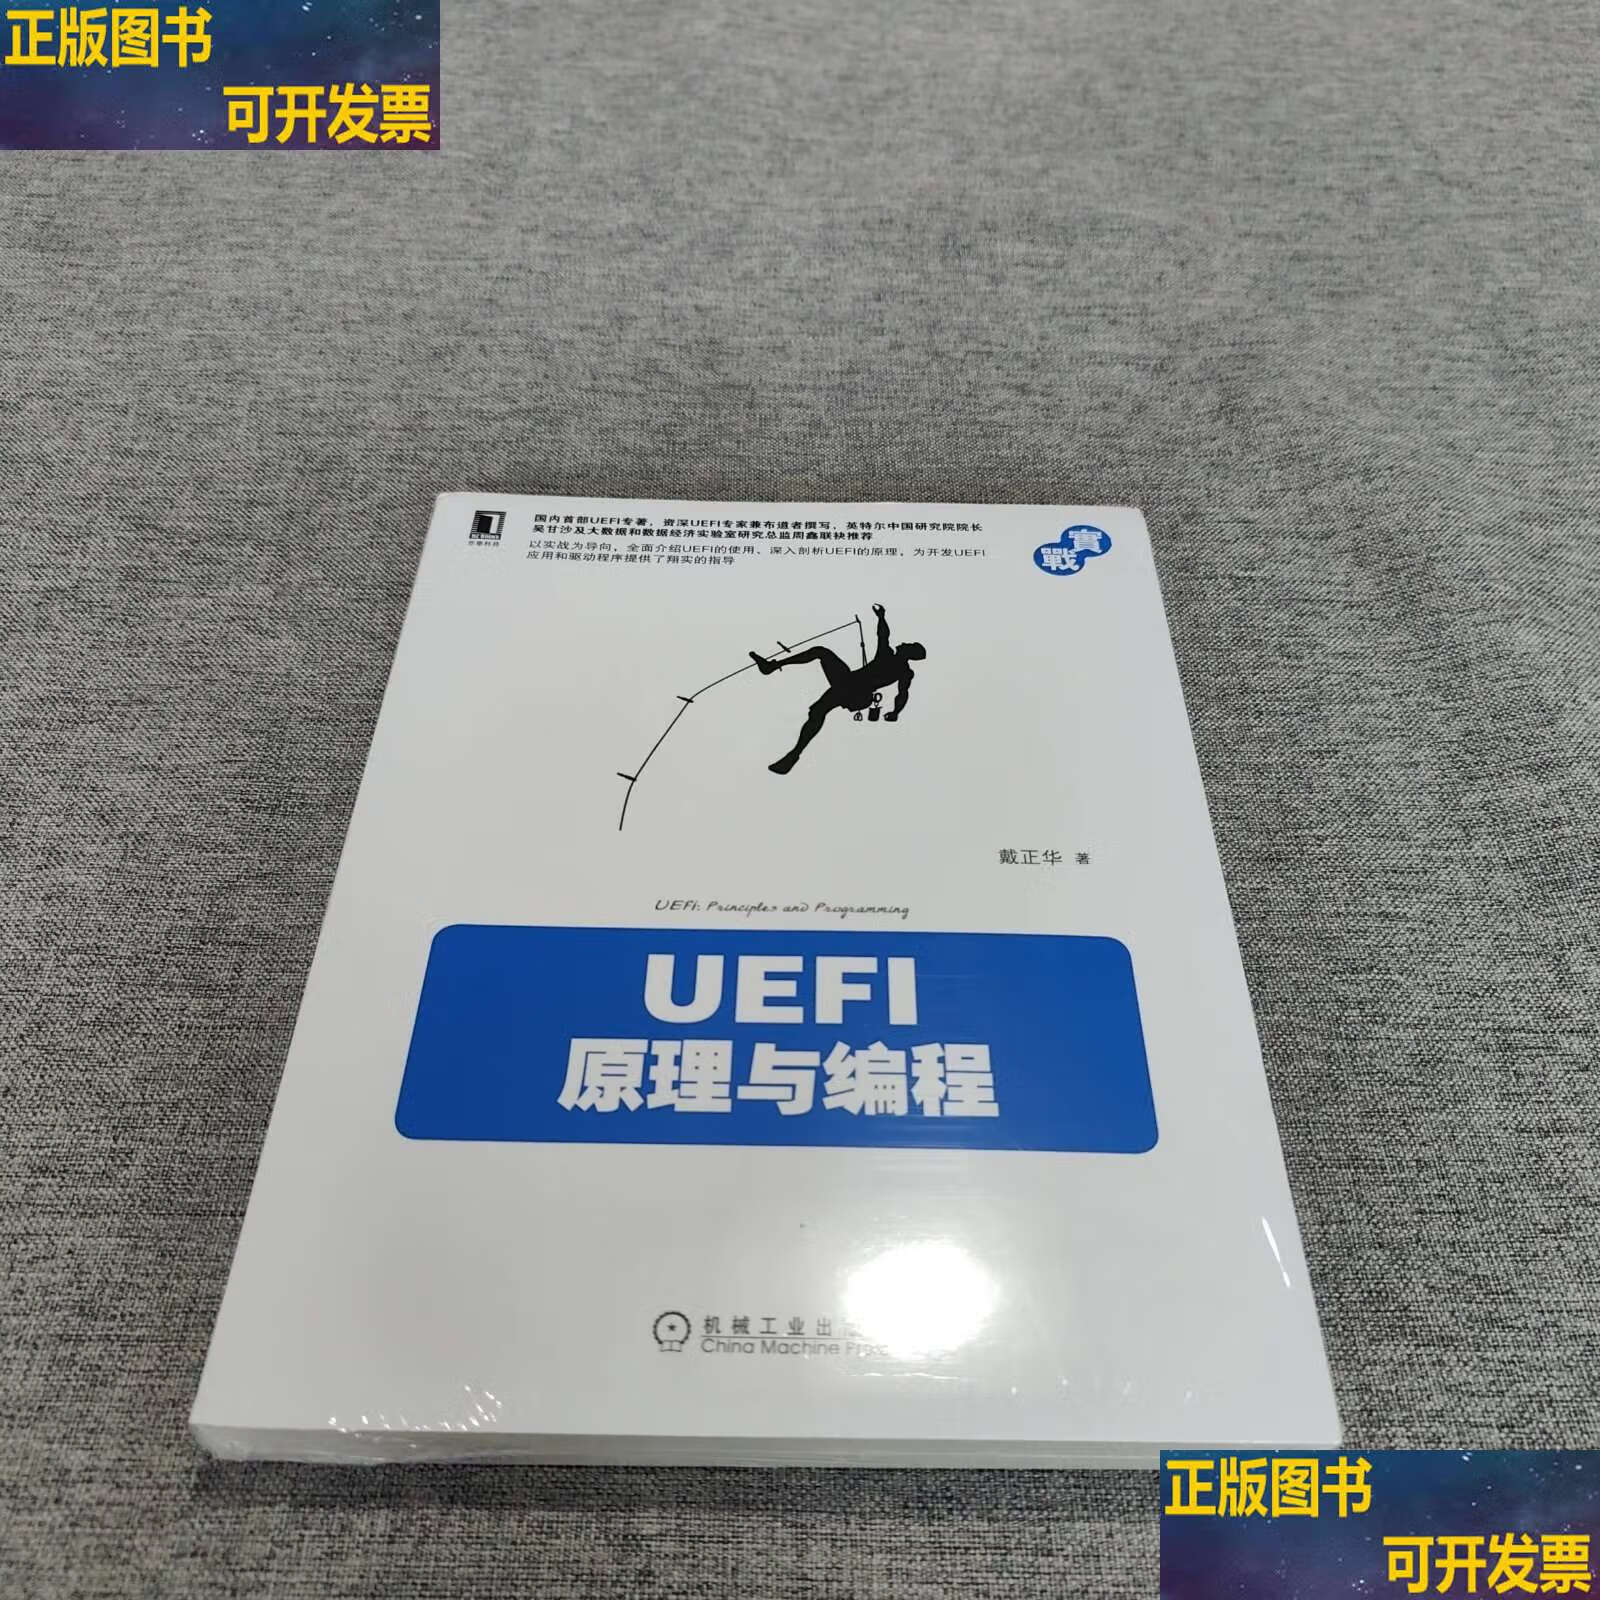 正版图书
可开发票
国内首部UEFI专著，资深UEFI专家兼布道者撰写，英特尔中国研究院院长
吴甘沙及大数据和数据经济实验室研究总监周鑫联袂推荐
以实战为导向，全面介绍UEFI的使用、深入剖析UEFI的原理，为开发UEFI
应用和驱动程序提供了翔实的指导
實
戰
戴正华 著
UEFI: Principles and Programming
UEFI
原理与编程
机械工业出
China Machine Press
正版图书
可开发票